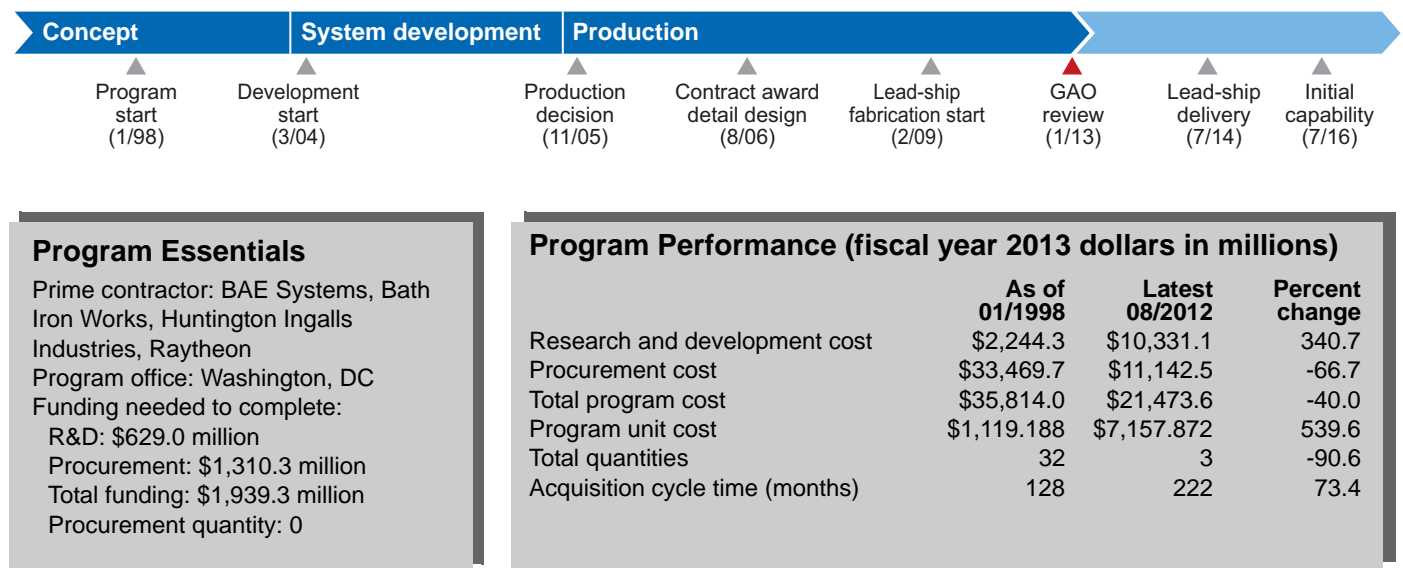 Concept
System development
Production
Program
start
(1/98)
Development
start
(3/04)
Production
decision
(11/05)
Contract award
detail design
(8/06)
Lead-ship
fabrication start
(2/09)
GAO
review
(1/13)
Lead-ship
delivery
(7/14)
Initial
capability
(7/16)
Program Essentials
Prime contractor: BAE Systems, Bath
Iron Works, Huntington Ingalls
Industries, Raytheon
Program office: Washington, DC
Funding needed to complete:
R&D: $629.0 million
Procurement: $1,310.3 million
Total funding: $1,939.3 million
Procurement quantity: 0
Program Performance (fiscal year 2013 dollars in millions)
As of Latest Percent
01/1998 08/2012 change
Research and development cost $2,244.3 $10,331.1 340.7
Procurement cost $33,469.7 $11,142.5 -66.7
Total program cost $35,814.0 $21,473.6 -40.0
Program unit cost $1,119.188 $7,157.872 539.6
Total quantities 32 3 -90.6
Acquisition cycle time (months) 128 222 73.4